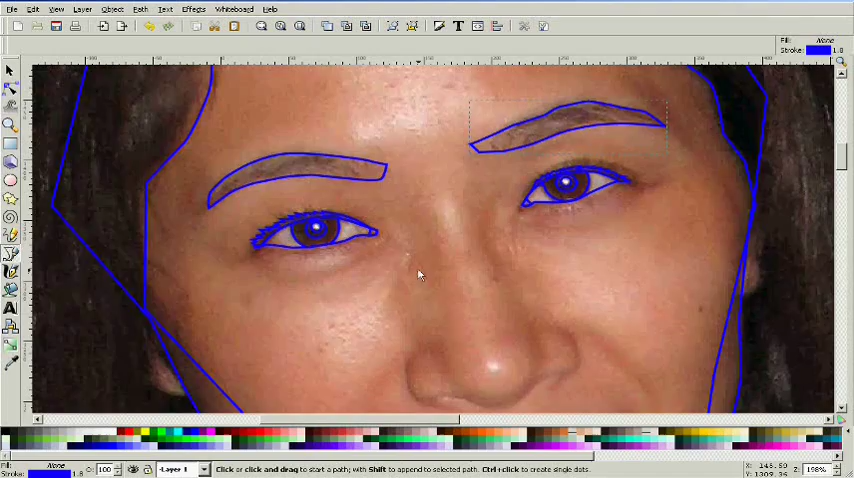 File Edit View Layer Object Path Text Effects Whiteboard Help
Fill: None
Stroke: 1.8
Fill: None
Stroke: 1.8
O: 100
-Layer 1
Click or click and drag to start a path; with Shift to append to selected path. Ctrl+click to create single dots.
X: 148.59
Y: 1309.36
Z: 198%